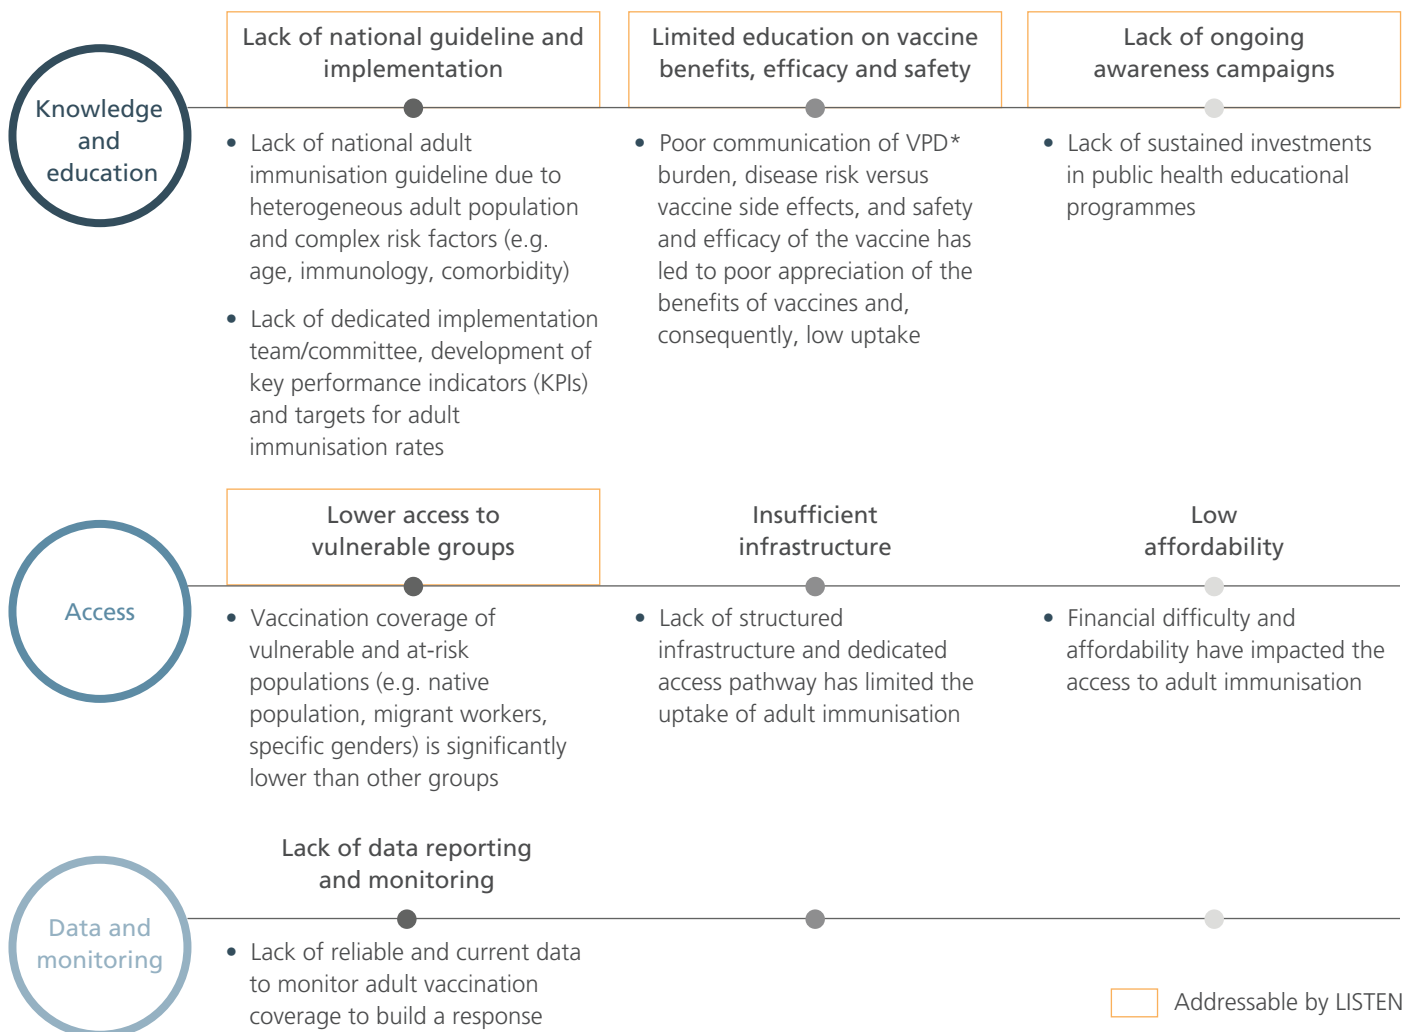 Knowledge
and
education
Lack of national guideline and
implementation
• Lack of national adult
immunisation guideline due to
heterogeneous adult population
and complex risk factors (e.g.
age, immunology, comorbidity)
• Lack of dedicated implementation
team/committee, development of
key performance indicators (KPIs)
and targets for adult
immunisation rates
Limited education on vaccine
benefits, efficacy and safety
• Poor communication of VPD*
burden, disease risk versus
vaccine side effects, and safety
and efficacy of the vaccine has
led to poor appreciation of the
benefits of vaccines and,
consequently, low uptake
Lack of ongoing
awareness campaigns
• Lack of sustained investments
in public health educational
programmes
Access
Lower access to
vulnerable groups
• Vaccination coverage of
vulnerable and at-risk
populations (e.g. native
population, migrant workers,
specific genders) is significantly
lower than other groups
Insufficient
infrastructure
• Lack of structured
infrastructure and dedicated
access pathway has limited the
uptake of adult immunisation
Low
affordability
• Financial difficulty and
affordability have impacted the
access to adult immunisation
Data and
monitoring
Lack of data reporting
and monitoring
• Lack of reliable and current data
to monitor adult vaccination
coverage to build a response
Addressable by LISTEN